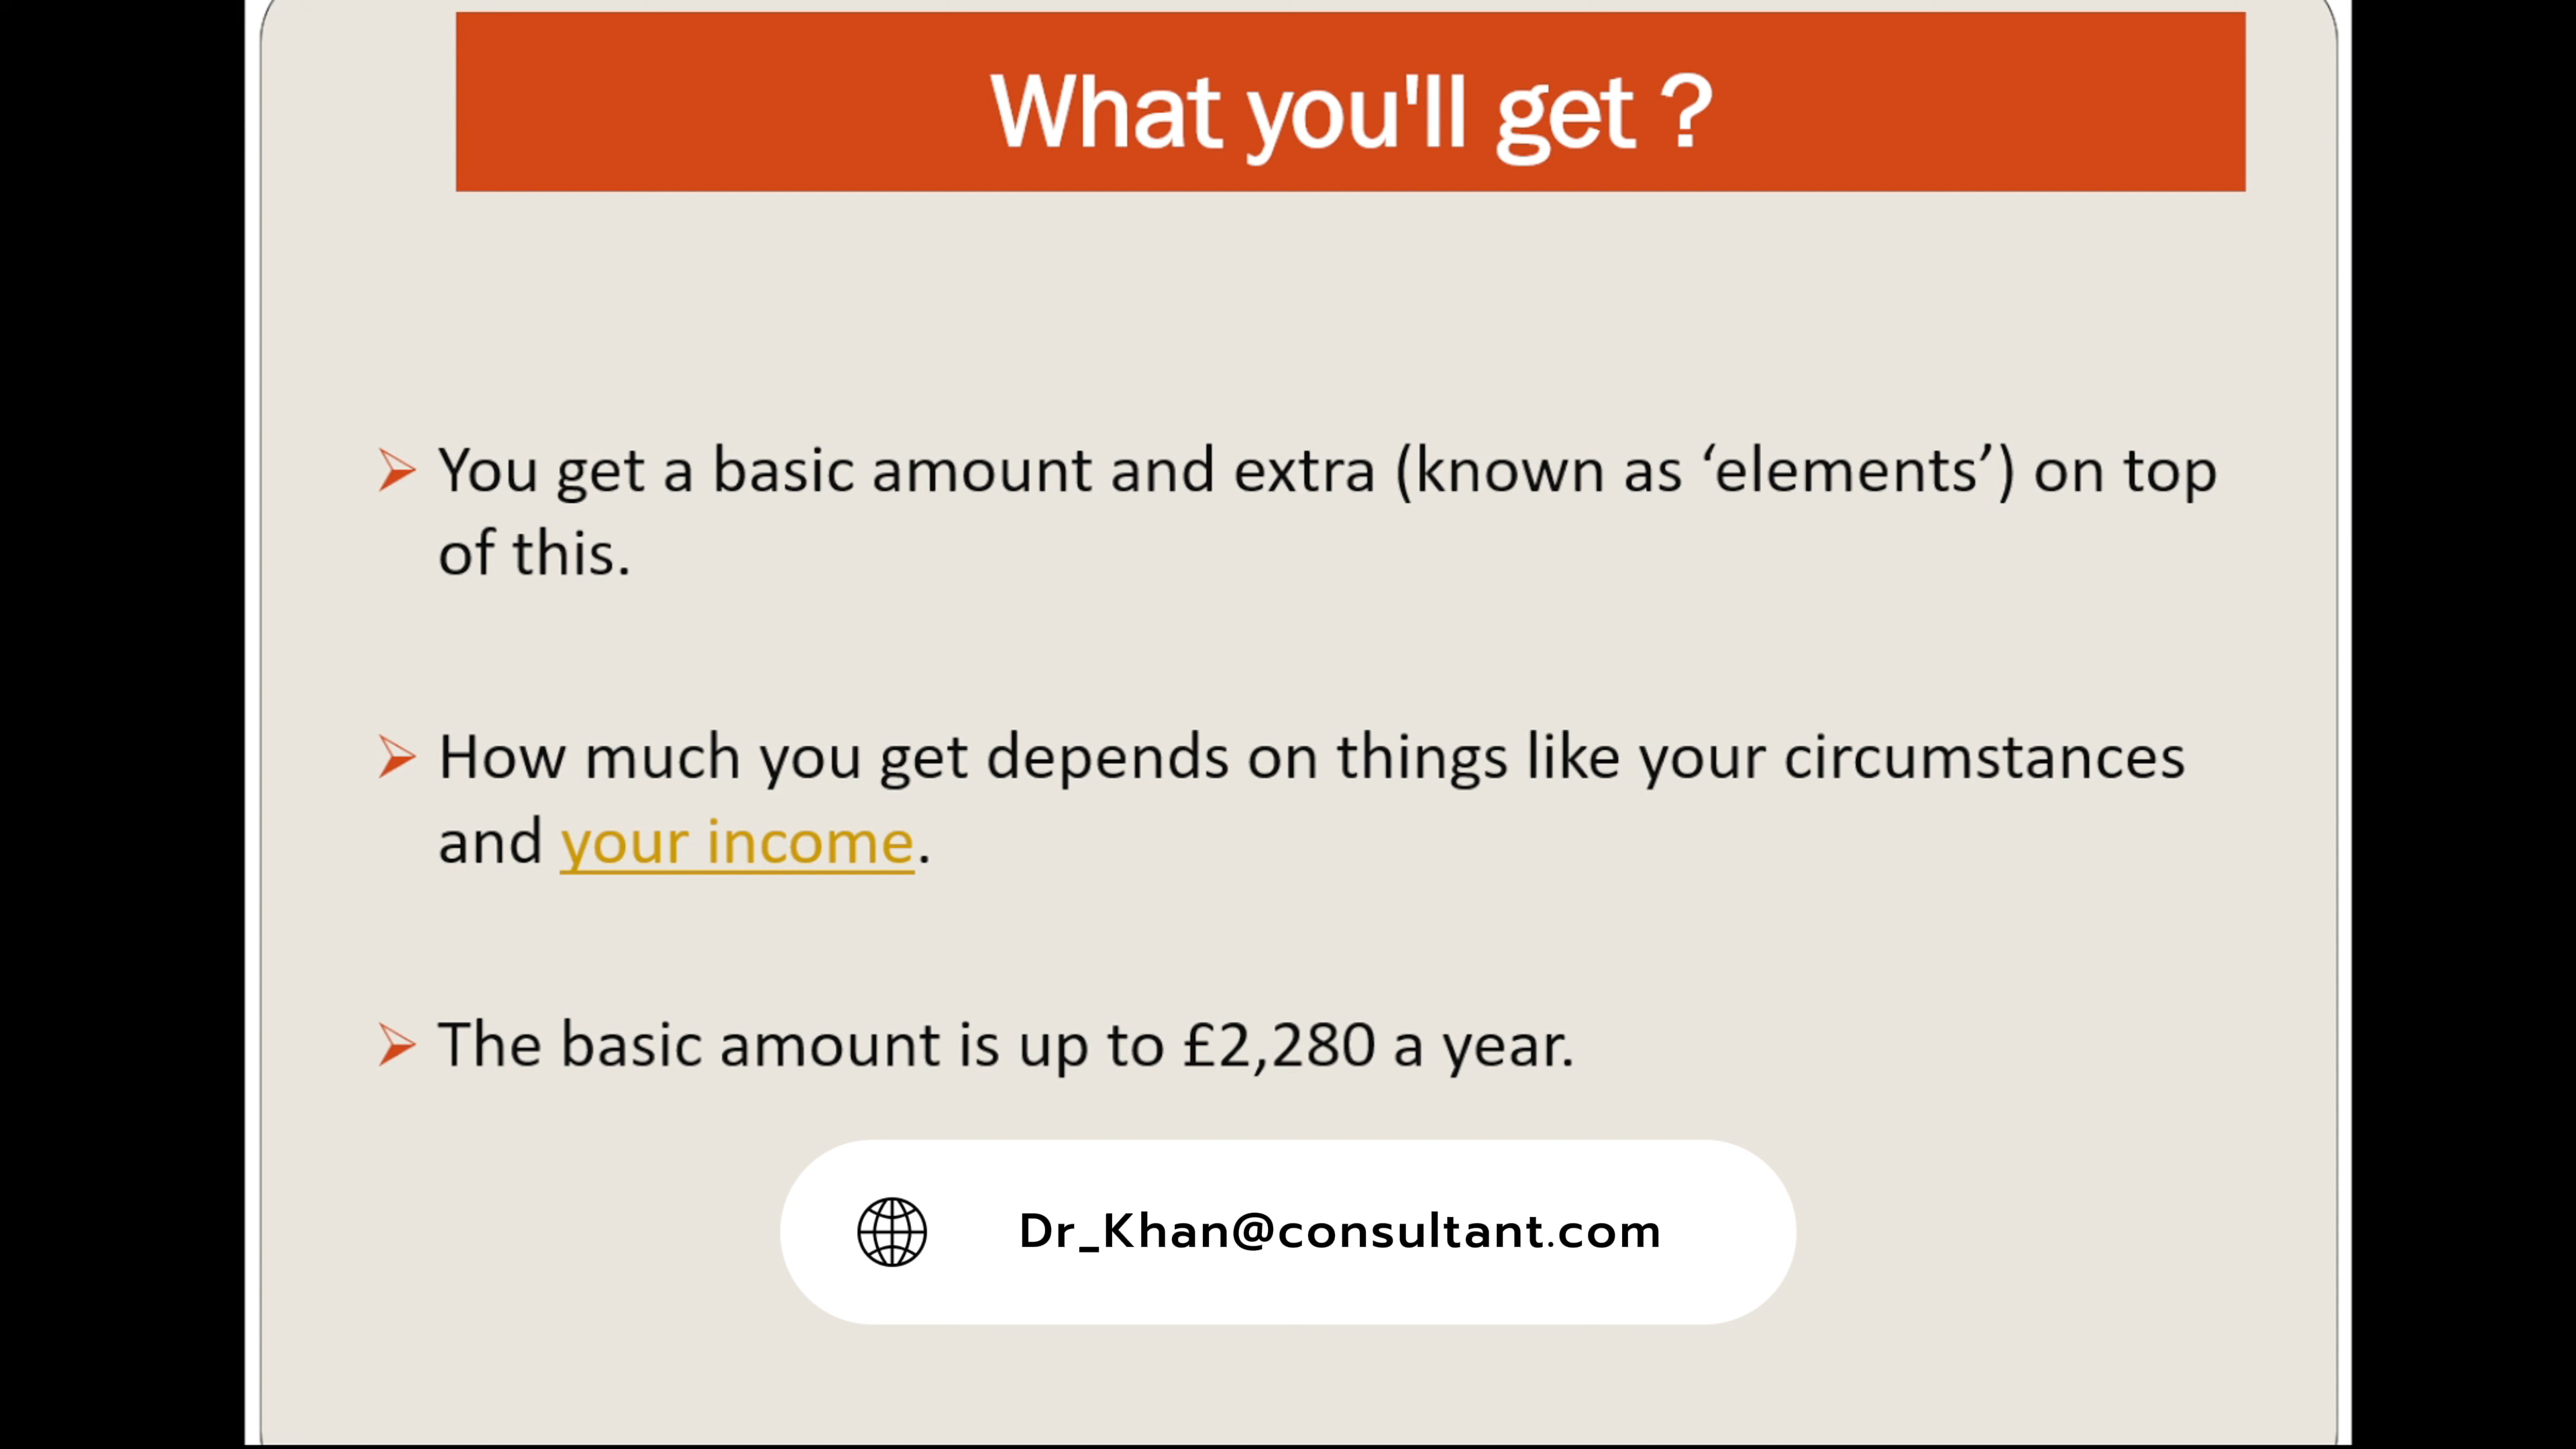 What you'll get ?
You get a basic amount and extra (known as ‘elements’) on top
of this.
How much you get depends on things like your circumstances
and your income.
The basic amount is up to £2,280 a year.
Dr_Khan@consultant.com